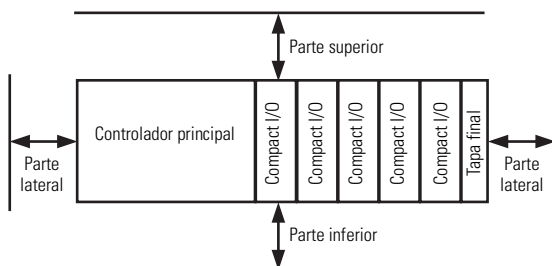 Parte superior
Controlador principal
Compact I/O
Compact I/O
Compact I/O
Compact I/O
Compact I/O
Tapa final
Parte
lateral
Parte
lateral
Parte inferior